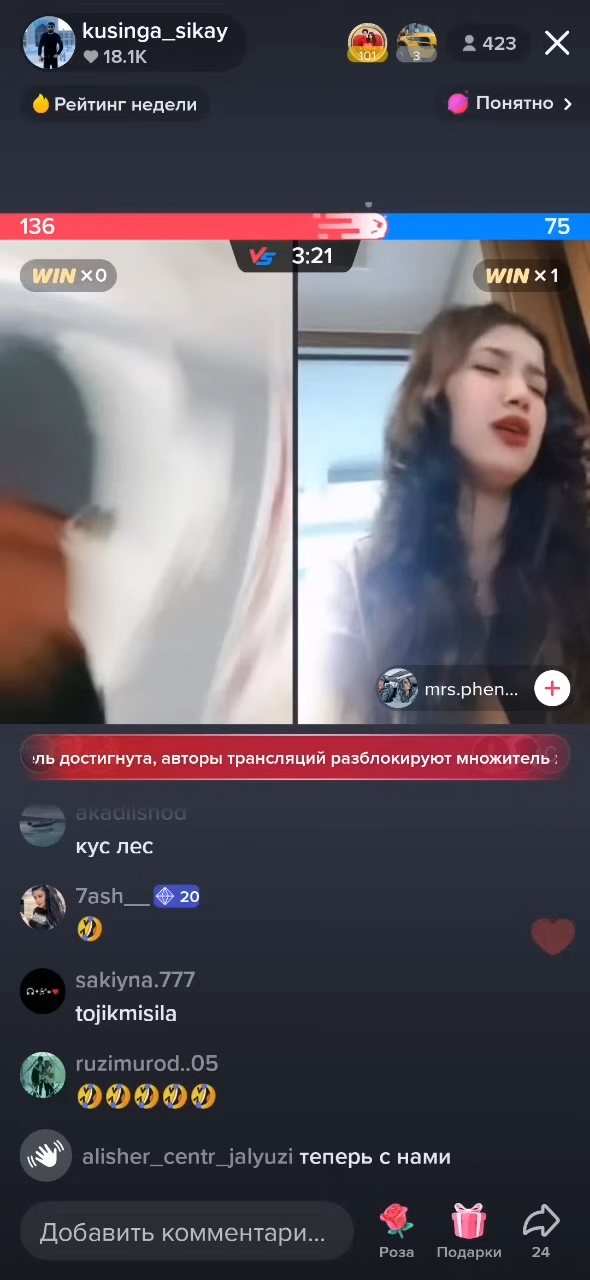 kusinga_sikay
18.1K
101
3
423
Рейтинг недели
Понятно
136
75
VS 3:21
WIN ×0
WIN ×1
mrs.phen...
ль достигнута, авторы трансляций разблокируют множитель
akadilshod
кус лес
7ash__ 20
sakiyna.777
tojikmisila
ruzimurod..05
alisher_centr_jalyuzi теперь с нами
Добавить комментари...
Роза
Подарки
24